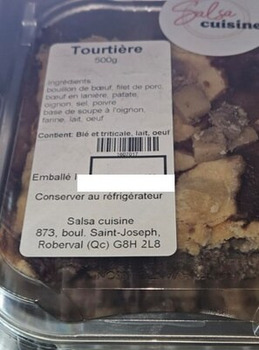 Salsa
cuisine
Tourtière
500g
Ingrédients
bouillon de bœuf, filet de porc,
bœuf en lanière, patate,
oignon, sel, poivre
base de soupe à l'oignon,
farine, lait, oeuf
Contient: Blé et triticale, lait, oeuf
Emballé
Conserver au réfrigérateur
Salsa cuisine
873, boul. Saint-Joseph,
Roberval (Qc) G8H 2L8